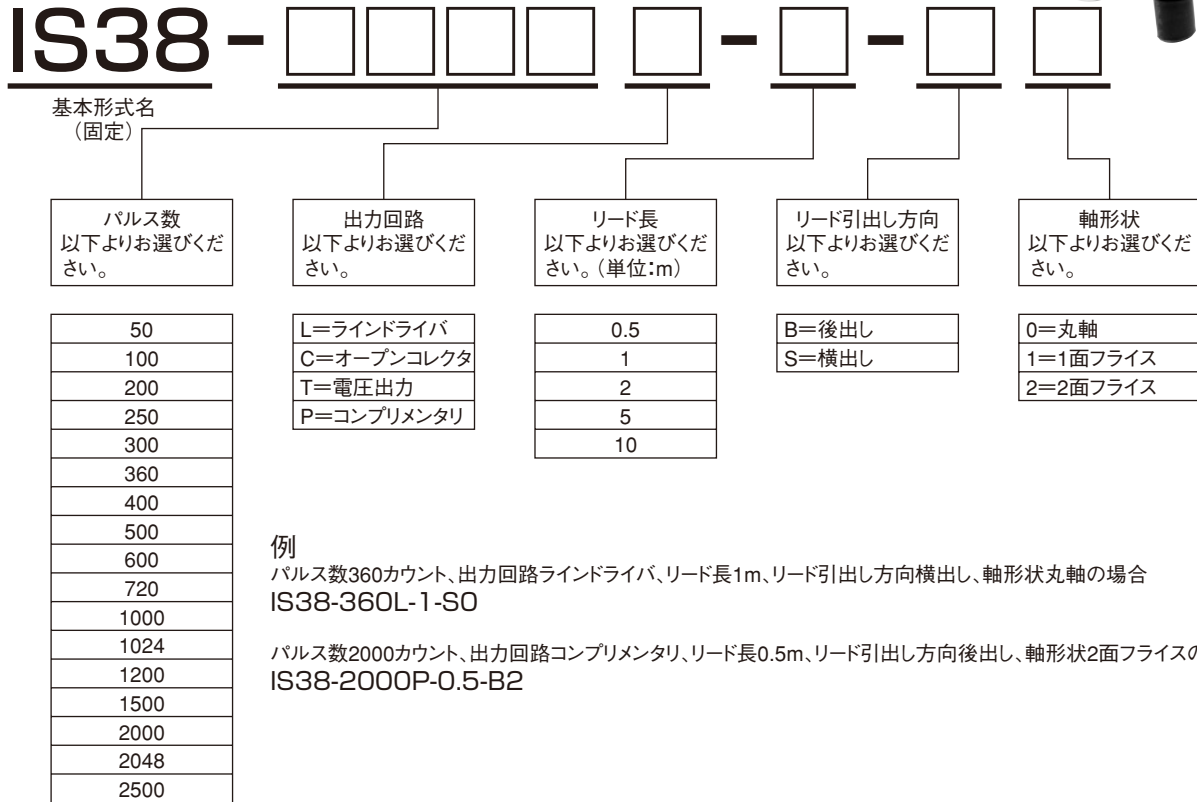 IS38-□□□□ □-□-□ □
基本形式名
（固定）
パルス数
以下よりお選びくだ
さい。
出力回路
以下よりお選びくだ
さい。
リード長
以下よりお選びくだ
さい。（単位：m）
リード引出し方向
以下よりお選びくだ
さい。
軸形状
以下よりお選びくだ
さい。
50
100
200
250
300
360
400
500
600
720
1000
1024
1200
1500
2000
2048
2500
L＝ラインドライバ
C＝オープンコレクタ
T＝電圧出力
P＝コンプリメンタリ
0.5
1
2
5
10
B＝後出し
S＝横出し
0＝丸軸
1＝1面フライス
2＝2面フライス
例
パルス数360カウント、出力回路ラインドライバ、リード長1m、リード引出し方向横出し、軸形状丸軸の場合
IS38-360L-1-S0
パルス数2000カウント、出力回路コンプリメンタリ、リード長0.5m、リード引出し方向後出し、軸形状2面フライスの
IS38-2000P-0.5-B2